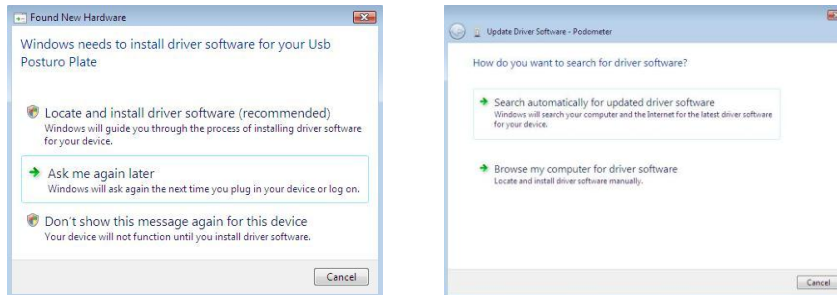 Found New Hardware
Windows needs to install driver software for your Usb
Posturo Plate
Locate and install driver software (recommended)
Windows will guide you through the process of installing driver software
for your device.
Ask me again later
Windows will ask again the next time you plug in your device or log on.
Don't show this message again for this device
Your device will not function until you install driver software.
Cancel
Update Driver Software - Podometer
How do you want to search for driver software?
Search automatically for updated driver software
Windows will search your computer and the Internet for the latest driver software
for your device.
Browse my computer for driver software
Locate and install driver software manually.
Cancel